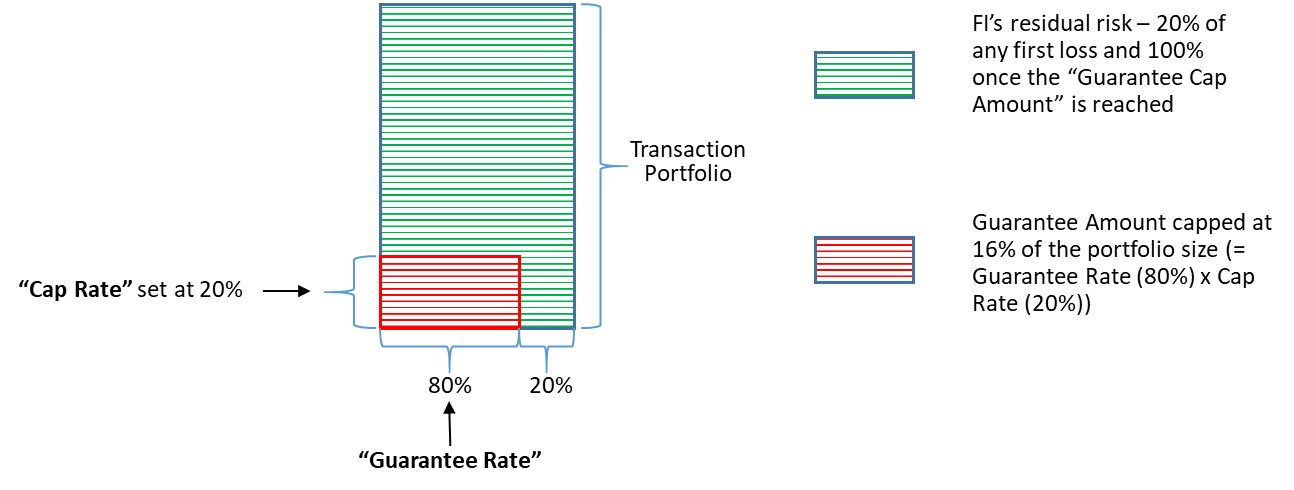 FI’s residual risk – 20% of
any first loss and 100%
once the “Guarantee Cap
Amount” is reached
Transaction
Portfolio
Guarantee Amount capped at
16% of the portfolio size (=
Guarantee Rate (80%) x Cap
Rate (20%))
“Cap Rate” set at 20%
80%
20%
“Guarantee Rate”